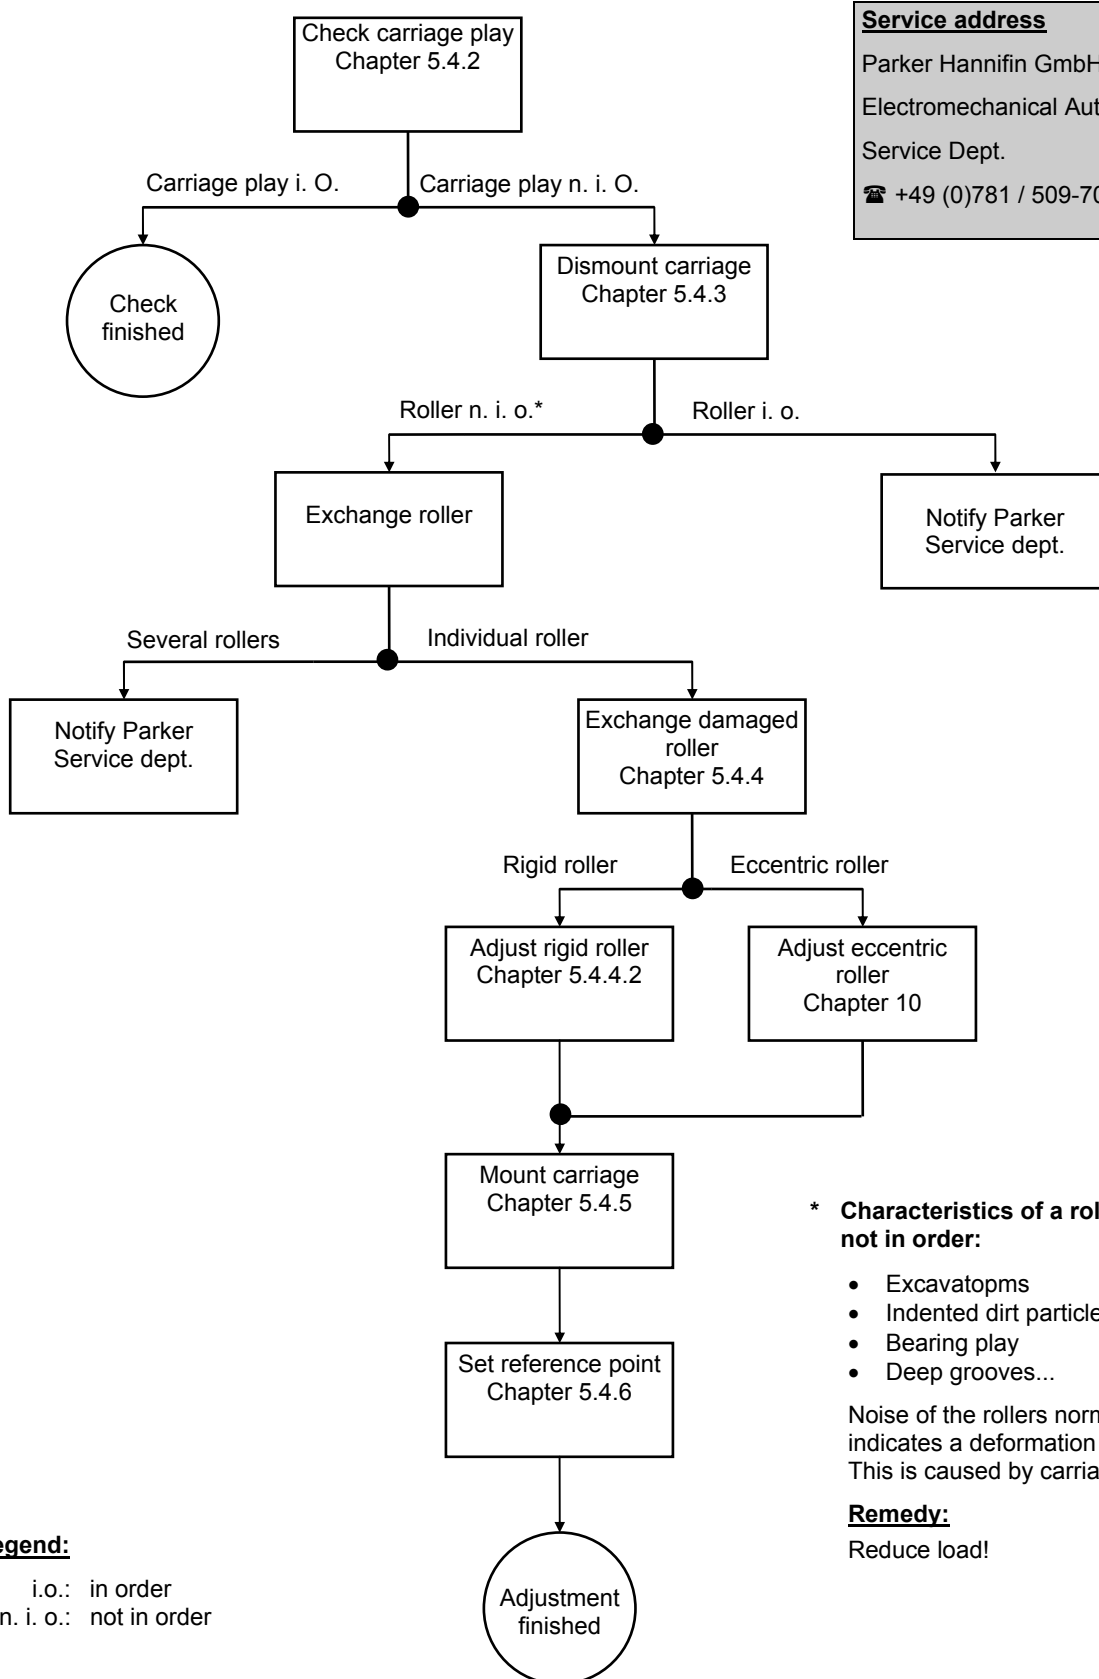 Check carriage play
Chapter 5.4.2
Service address
Parker Hannifin GmbH
Electromechanical
Service Dept.
☎ +49 (0)781 / 509-70
Carriage play i. O.
Carriage play n. i. O.
Check
finished
Dismount carriage
Chapter 5.4.3
Roller n. i. o.*
Roller i. o.
Exchange roller
Notify Parker
Service dept.
Several rollers
Individual roller
Notify Parker
Service dept.
Exchange damaged
roller
Chapter 5.4.4
Rigid roller
Eccentric roller
Adjust rigid roller
Chapter 5.4.4.2
Adjust eccentric
roller
Chapter 10
Mount carriage
Chapter 5.4.5
* Characteristics of a
not in order:
• Excavatopms
• Indented dirt particle
• Bearing play
• Deep grooves...
Noise of the rollers
indicates a deformation
This is caused by
Remedy:
Reduce load!
Set reference point
Chapter 5.4.6
Adjustment
finished
egend:
i.o.: in order
n. i. o.: not in order